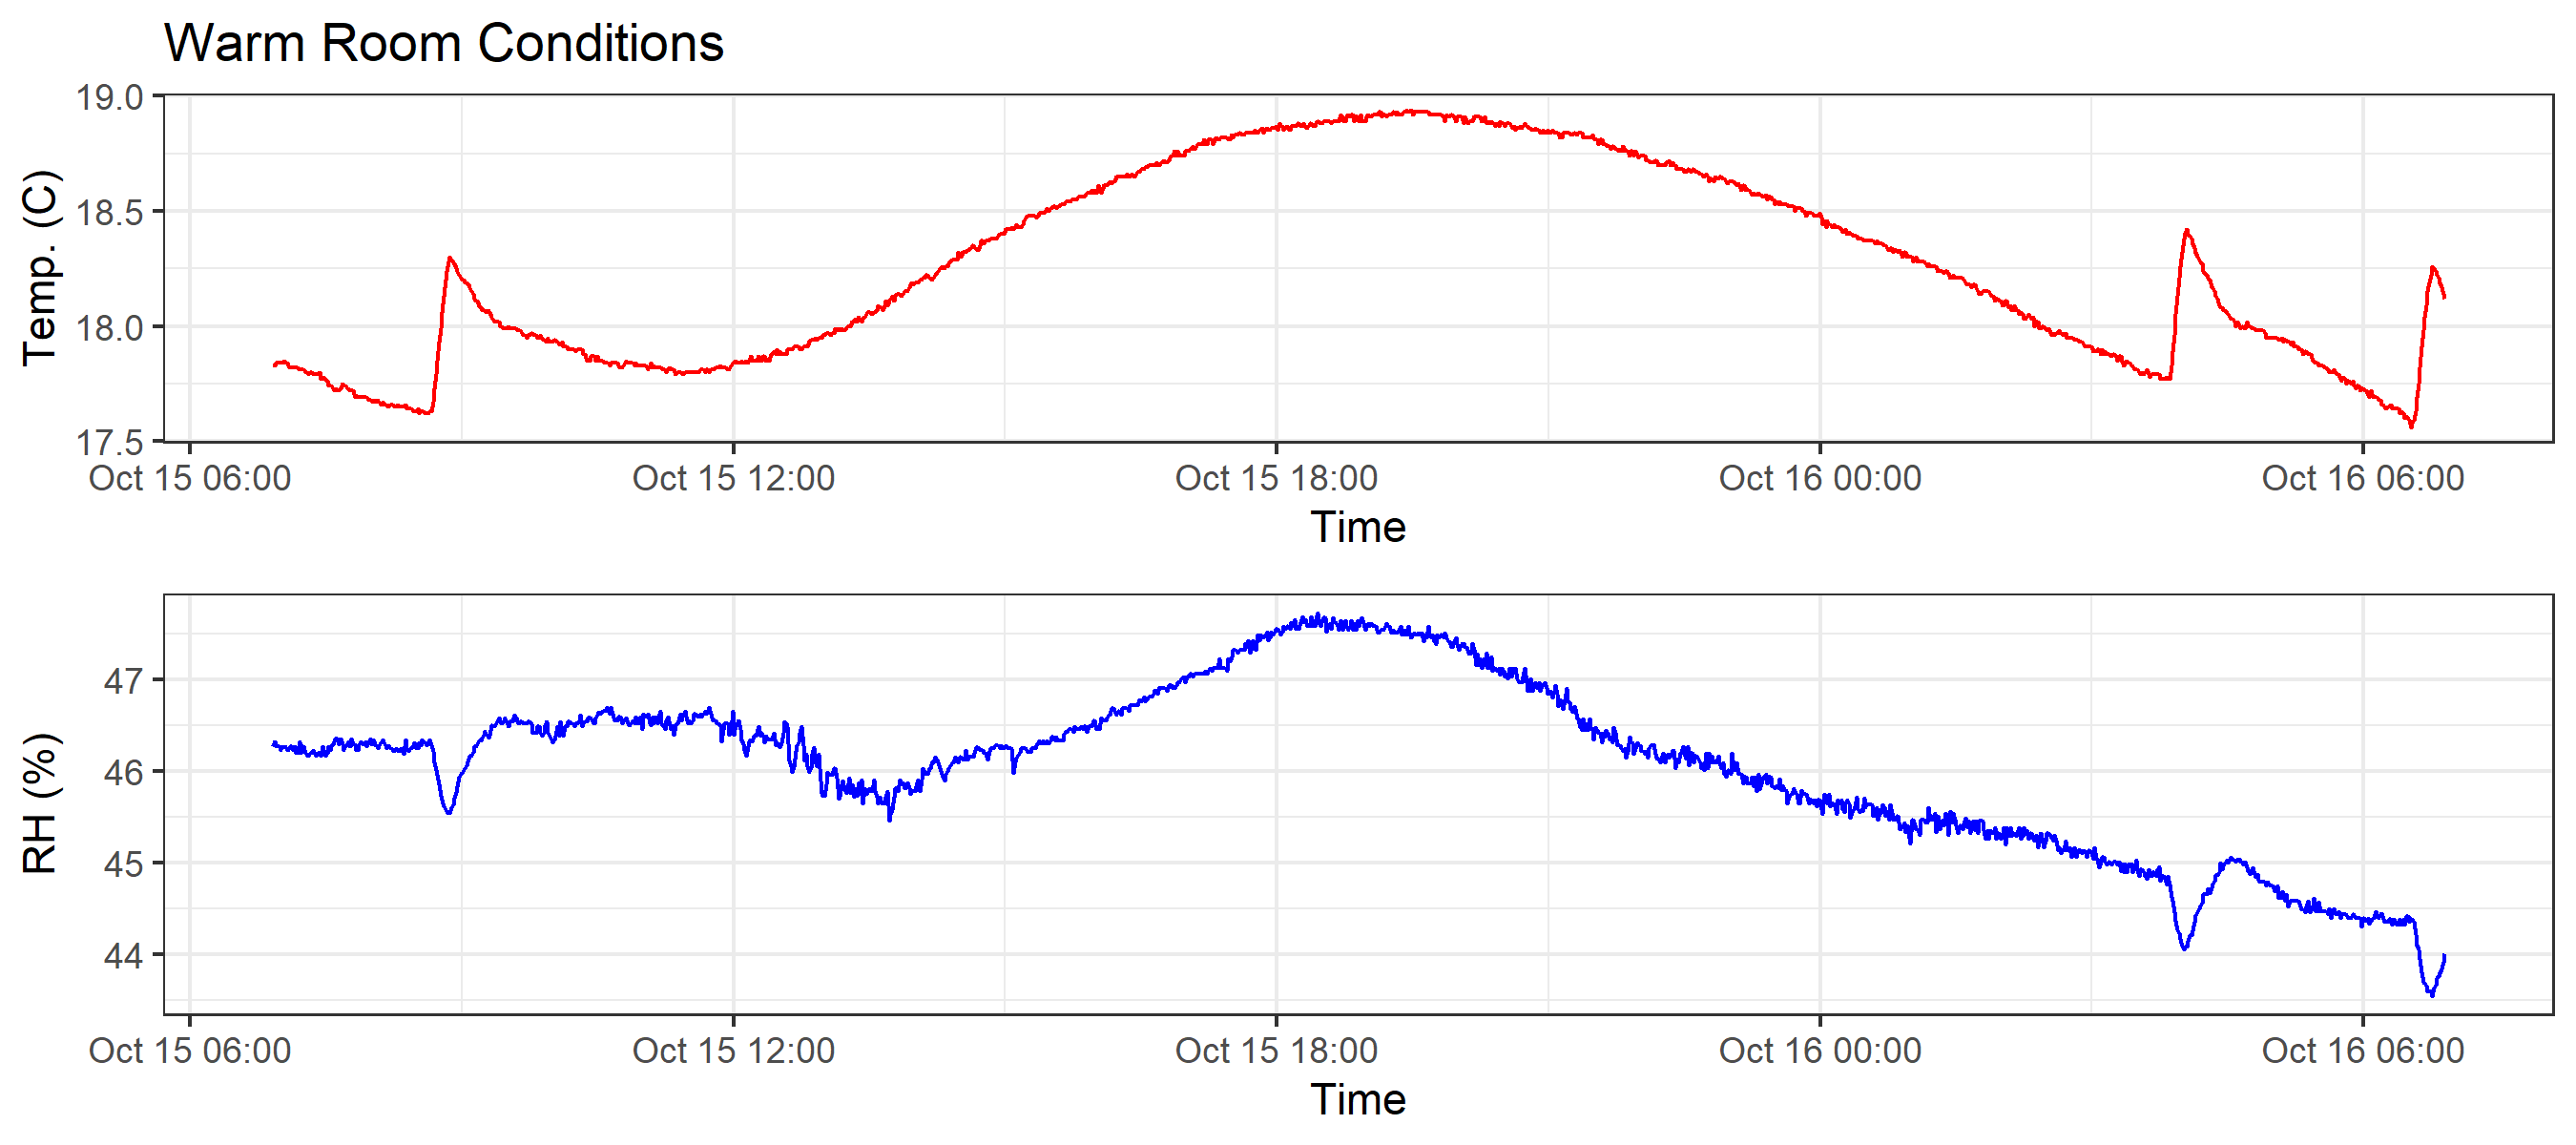 Warm Room Conditions
19.0
18.5
18.0
17.5
Temp. (C)
Oct 15 06:00 Oct 15 12:00 Oct 15 18:00 Oct 16 00:00 Oct 16 06:00
Time
47
46
45
44
RH (%)
Oct 15 06:00 Oct 15 12:00 Oct 15 18:00 Oct 16 00:00 Oct 16 06:00
Time